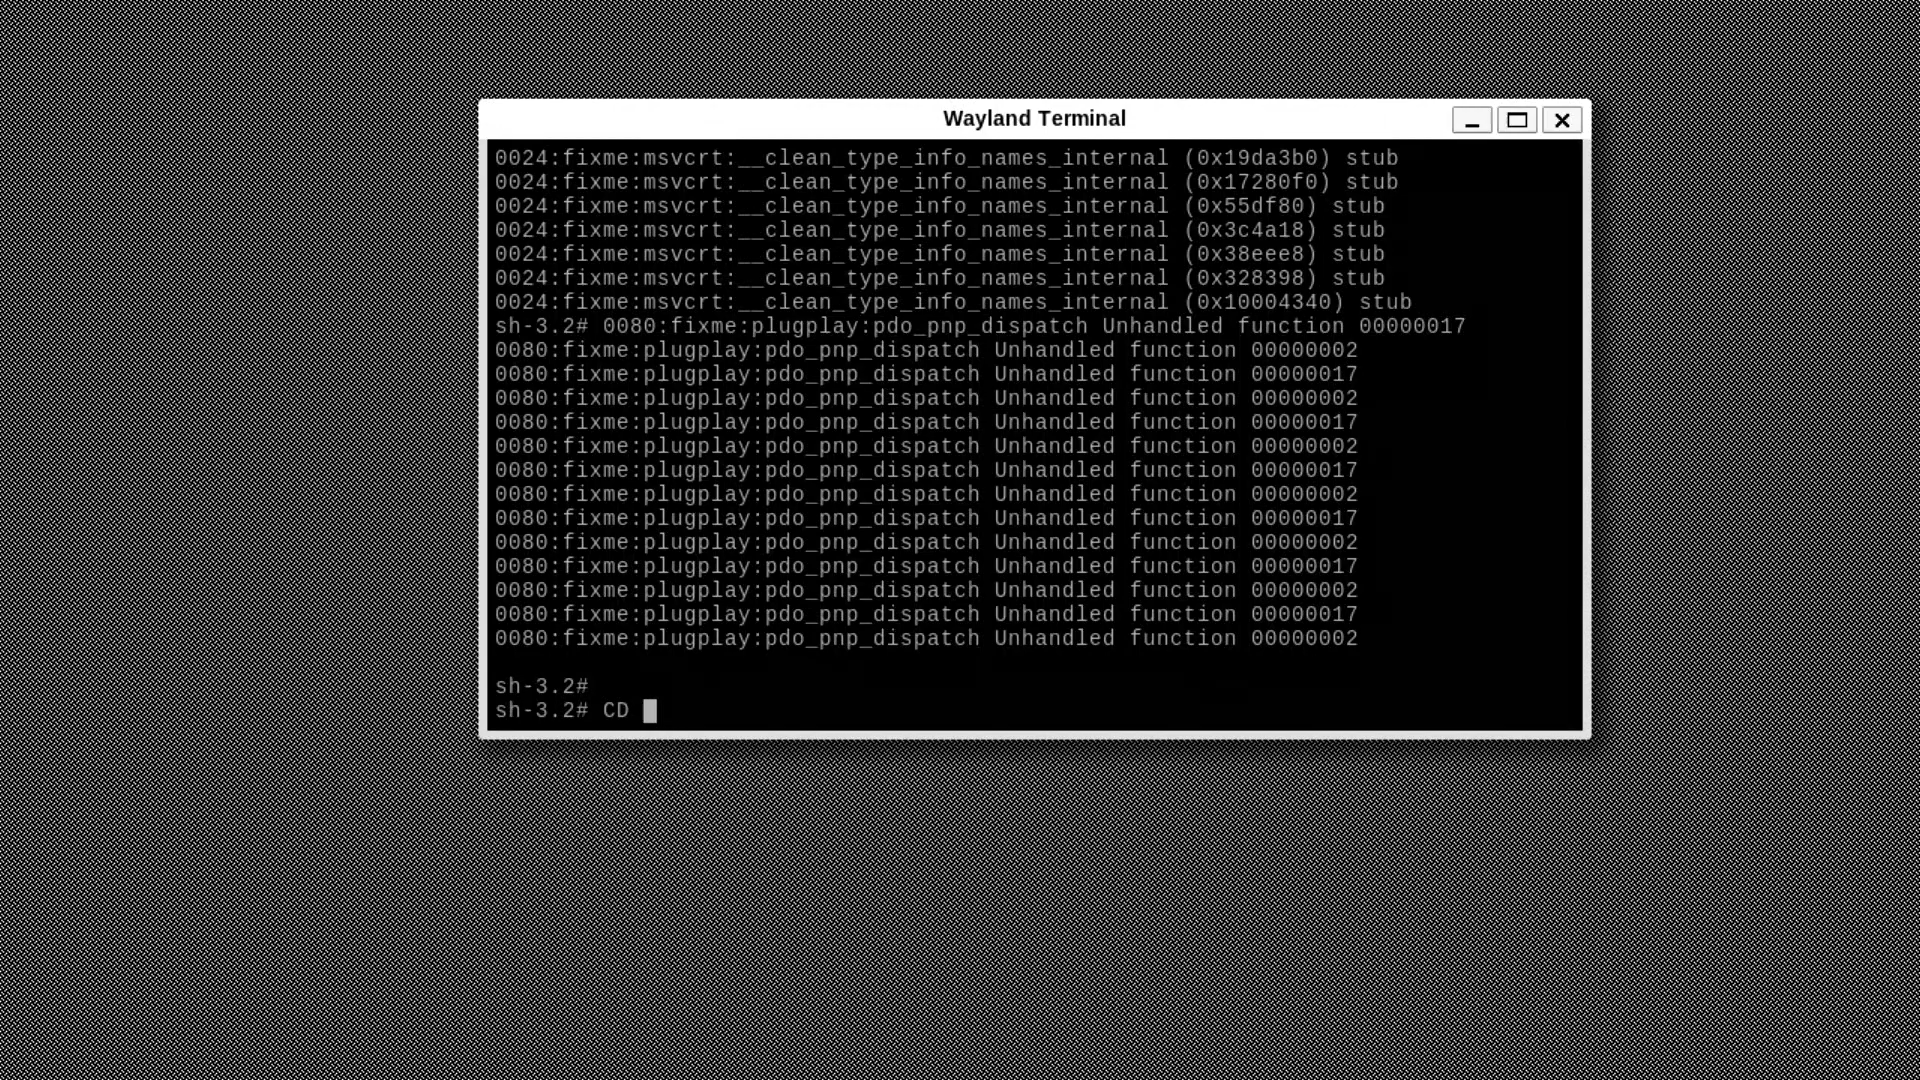 Wayland Terminal
0024:fixme:msvcrt:__clean_type_info_names_internal (0x19da3b0) stub
0024:fixme:msvcrt:__clean_type_info_names_internal (0x17280f0) stub
0024:fixme:msvcrt:__clean_type_info_names_internal (0x55df80) stub
0024:fixme:msvcrt:__clean_type_info_names_internal (0x3c4a18) stub
0024:fixme:msvcrt:__clean_type_info_names_internal (0x38eee8) stub
0024:fixme:msvcrt:__clean_type_info_names_internal (0x328398) stub
0024:fixme:msvcrt:__clean_type_info_names_internal (0x10004340) stub
sh-3.2# 0080:fixme:plugplay:pdo_pnp_dispatch Unhandled function 00000017
0080:fixme:plugplay:pdo_pnp_dispatch Unhandled function 00000002
0080:fixme:plugplay:pdo_pnp_dispatch Unhandled function 00000017
0080:fixme:plugplay:pdo_pnp_dispatch Unhandled function 00000002
0080:fixme:plugplay:pdo_pnp_dispatch Unhandled function 00000017
0080:fixme:plugplay:pdo_pnp_dispatch Unhandled function 00000002
0080:fixme:plugplay:pdo_pnp_dispatch Unhandled function 00000017
0080:fixme:plugplay:pdo_pnp_dispatch Unhandled function 00000002
0080:fixme:plugplay:pdo_pnp_dispatch Unhandled function 00000017
0080:fixme:plugplay:pdo_pnp_dispatch Unhandled function 00000002
0080:fixme:plugplay:pdo_pnp_dispatch Unhandled function 00000017
0080:fixme:plugplay:pdo_pnp_dispatch Unhandled function 00000002
0080:fixme:plugplay:pdo_pnp_dispatch Unhandled function 00000017
0080:fixme:plugplay:pdo_pnp_dispatch Unhandled function 00000002
sh-3.2#
sh-3.2# CD